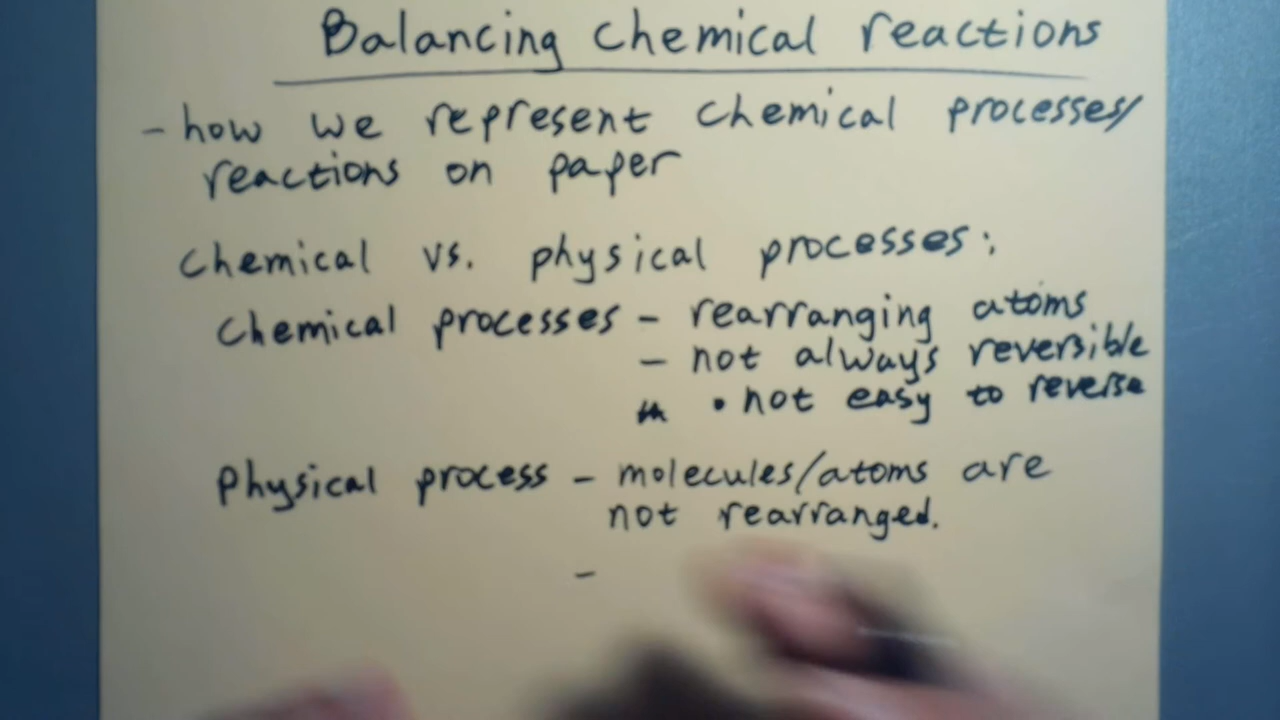 Balancing chemical reactions
- how we represent chemical processes/
reactions on paper
chemical vs. physical processes:
chemical processes - rearranging atoms
- not always reversible
• not easy to reverse
physical process - molecules/atoms are
not rearranged.
-